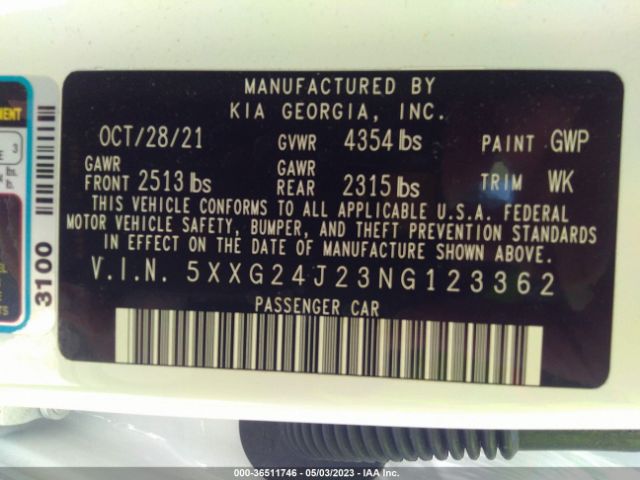 MANUFACTURED BY
KIA GEORGIA, INC.
OCT/28/21 GVWR 4354 lbs PAINT GWP
GAWR FRONT 2513 lbs GAWR REAR 2315 lbs TRIM WK
THIS VEHICLE CONFORMS TO ALL APPLICABLE U.S.A. FEDERAL
MOTOR VEHICLE SAFETY, BUMPER, AND THEFT PREVENTION STANDARDS
IN EFFECT ON THE DATE OF MANUFACTURE SHOWN ABOVE.
V.I.N. 5XXG24J23NG123362
PASSENGER CAR
3100
3
000-36511746 - 05/03/2023 - IAA Inc.